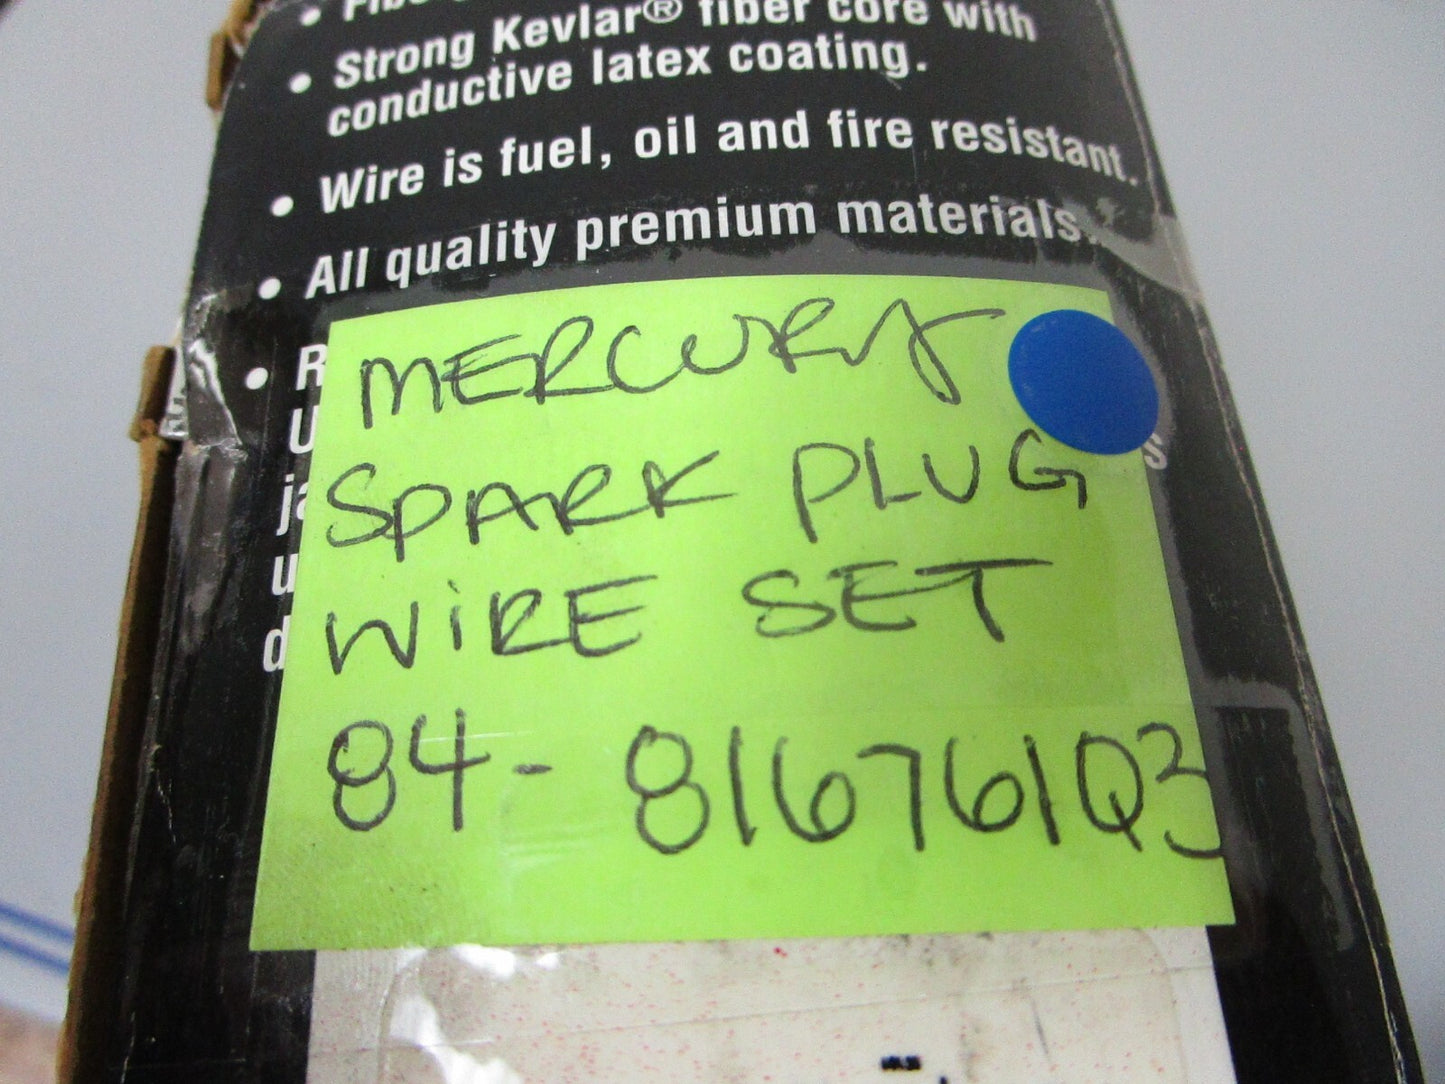 • Strong Kevlar® fiber core with
conductive latex coating.
• Wire is fuel, oil and fire resistant.
• All quality premium materials.
MERCURY
SPARK PLUG
WIRE SET
84-816761Q3